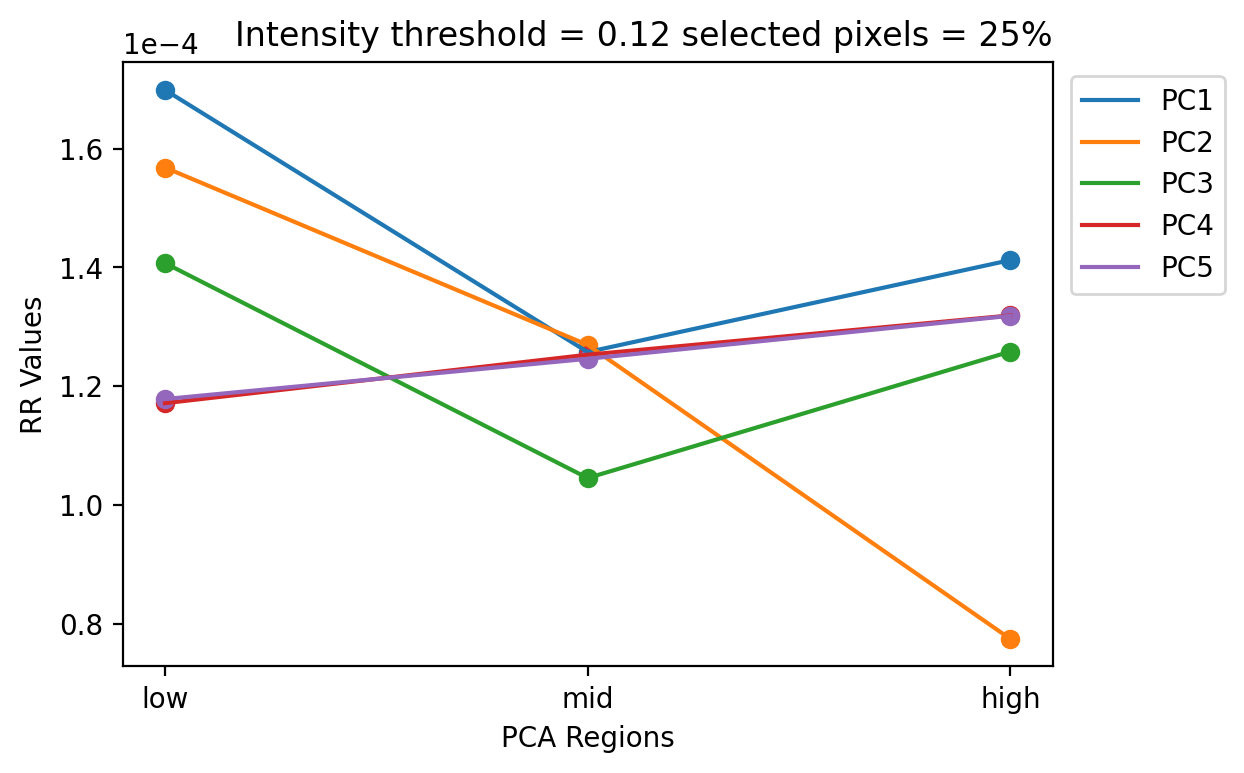 Intensity threshold = 0.12 selected pixels = 25%
1e−4
1.6
1.4
1.2
1.0
0.8
RR Values
low
mid
high
PCA Regions
PC1
PC2
PC3
PC4
PC5